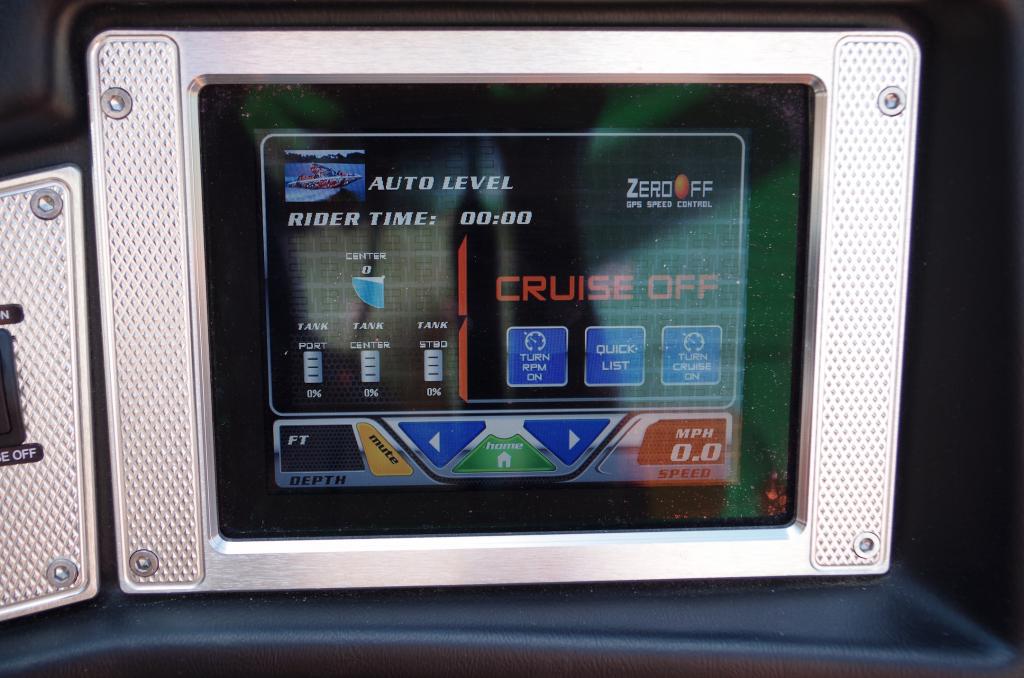 AUTO LEVEL
ZERO OFF
GPS SPEED CONTROL
RIDER TIME: 00:00
CENTER
0
CRUISE OFF
TANK TANK TANK
PORT CENTER STBD
0% 0% 0%
TURN
RPM
ON
QUICK-
LIST
TURN
CRUISE
ON
FT
DEPTH
mute
home
MPH
0.0
SPEED
N
SE OFF